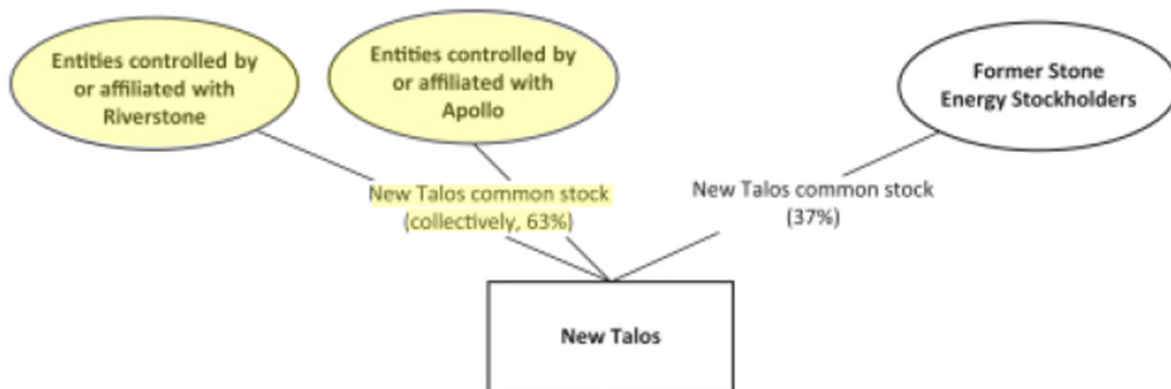 Entities controlled by
or affiliated with
Riverstone
Entities controlled by
or affiliated with
Apollo
Former Stone
Energy Stockholders
New Talos common stock
(collectively, 63%)
New Talos common stock
(37%)
New Talos